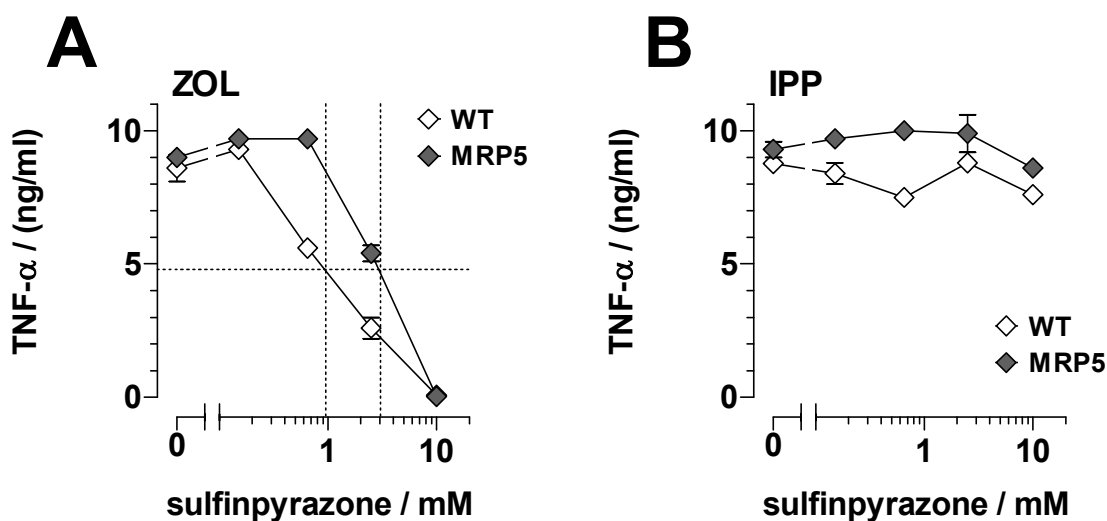 A
ZOL
WT
MRP5
10
5
0
TNF-α / (ng/ml)
0
1
10
sulfinpyrazone / mM
B
IPP
10
5
0
TNF-α / (ng/ml)
WT
MRP5
0
1
10
sulfinpyrazone / mM